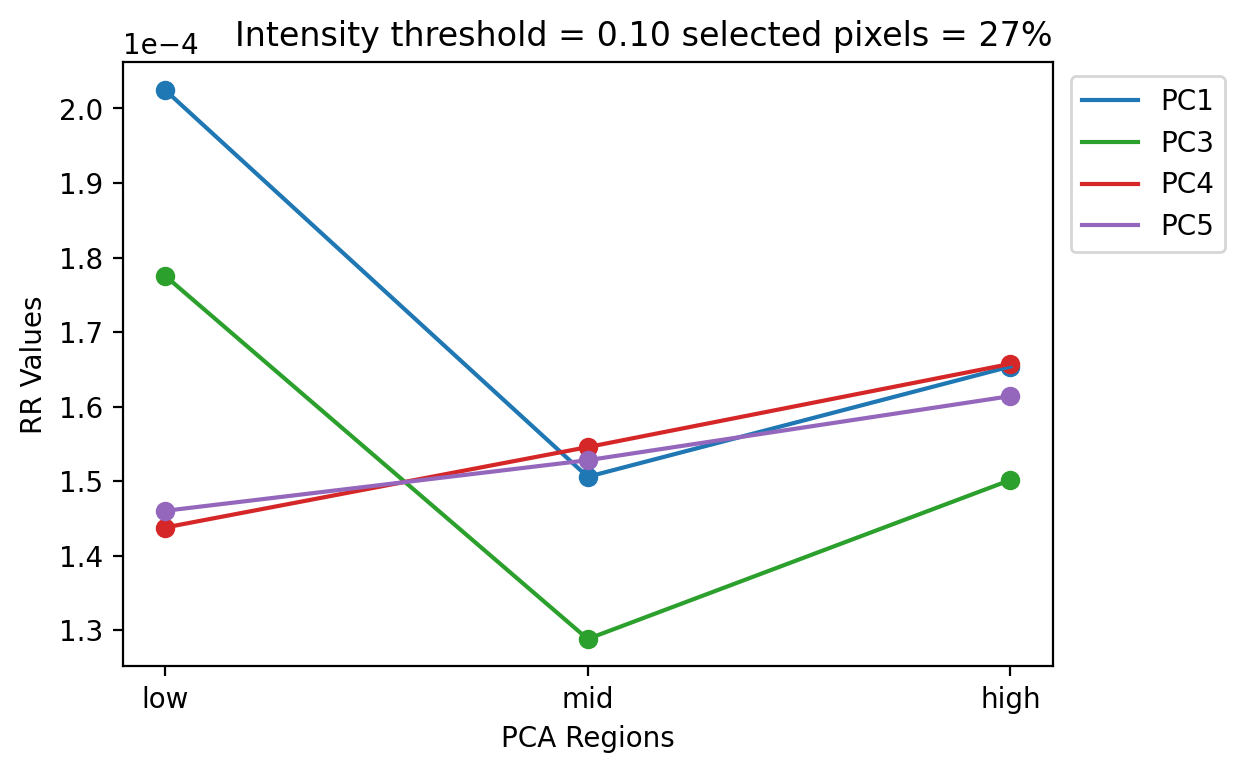 Intensity threshold = 0.10 selected pixels = 27%
1e−4
2.0
1.9
1.8
1.7
1.6
1.5
1.4
1.3
RR Values
low
mid
high
PCA Regions
PC1
PC3
PC4
PC5